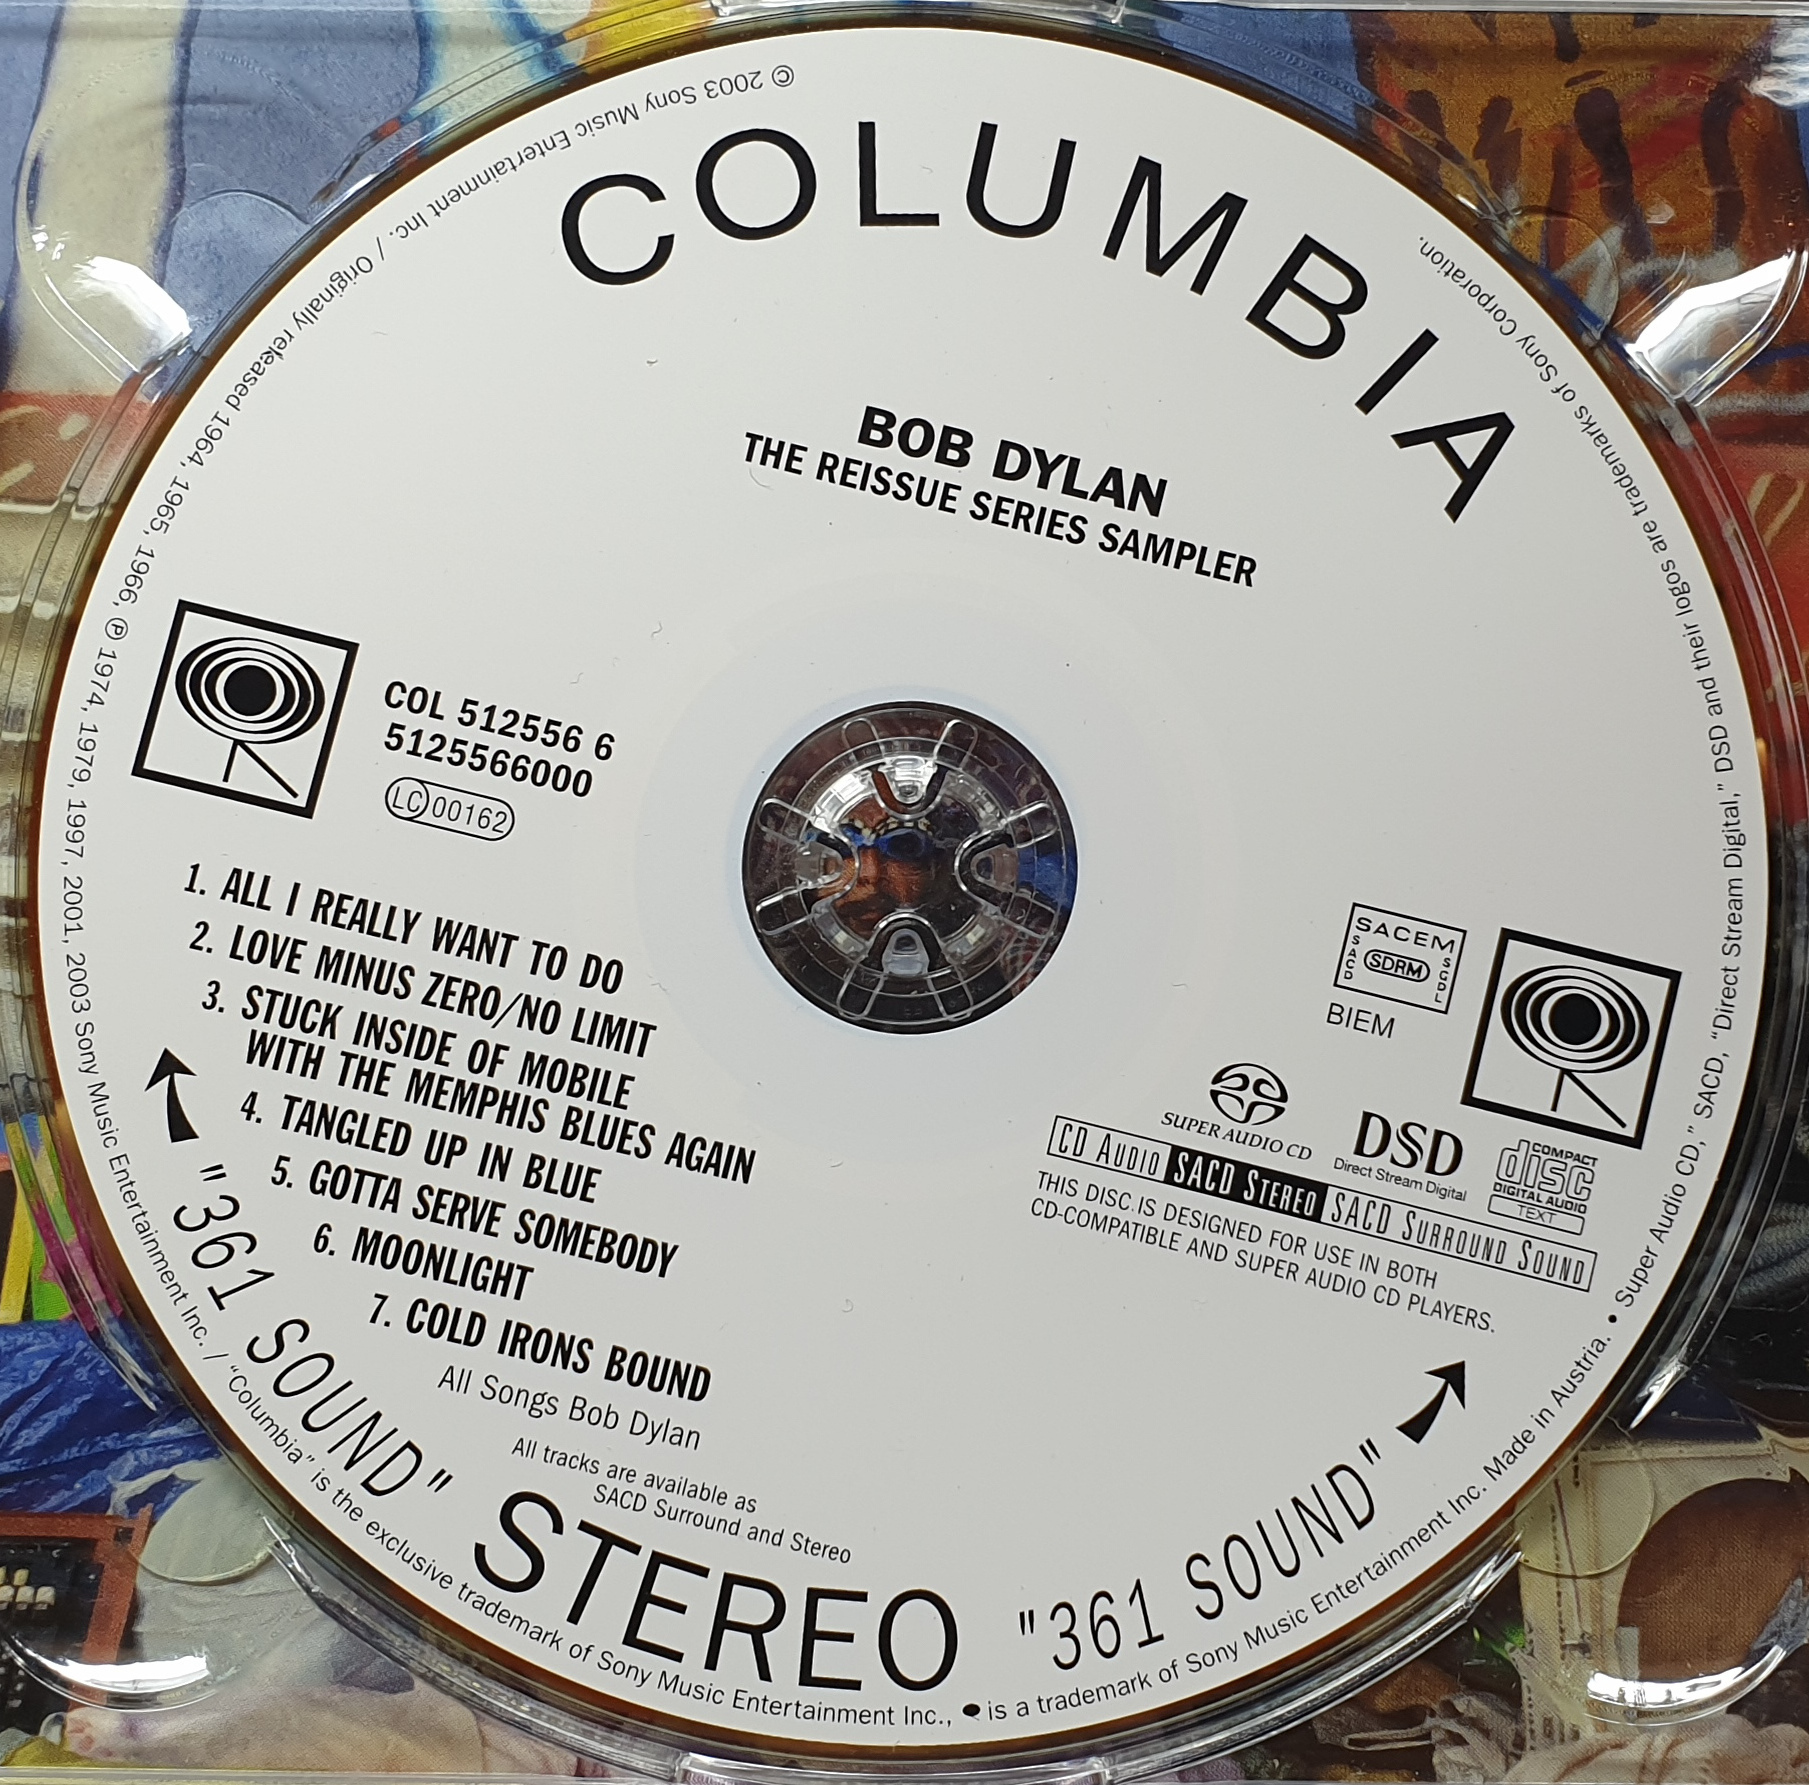 © 2003 Sony Music Entertainment Inc. / Originally released 1964, 1965, 1966, ℗ 1974, 1979, 1997, 2001, 2003 Sony Music Entertainment Inc. / "Columbia" is the exclusive trademark of Sony Music Entertainment Inc., is a trademark of Sony Music Entertainment Inc. Made in Austria. • Super Audio CD," SACD, "Direct Stream Digital," DSD and their logos are trademarks of Sony Corporation.
COLUMBIA
BOB DYLAN
THE REISSUE SERIES SAMPLER
COL 512556 6
5125566000
LC 00162
1. ALL I REALLY WANT TO DO
2. LOVE MINUS ZERO/NO LIMIT
3. STUCK INSIDE OF MOBILE
WITH THE MEMPHIS BLUES AGAIN
4. TANGLED UP IN BLUE
5. GOTTA SERVE SOMEBODY
6. MOONLIGHT
7. COLD IRONS BOUND
All Songs Bob Dylan
All tracks are available as
SACD Surround and Stereo
SACEM
SACD
SDRM
SGDL
BIEM
SUPER AUDIO CD
DSD
Direct Stream Digital
COMPACT
disc
DIGITAL AUDIO
TEXT
CD AUDIO SACD STEREO SACD SURROUND SOUND
THIS DISC IS DESIGNED FOR USE IN BOTH
CD-COMPATIBLE AND SUPER AUDIO CD PLAYERS.
"361 SOUND" STEREO "361 SOUND"